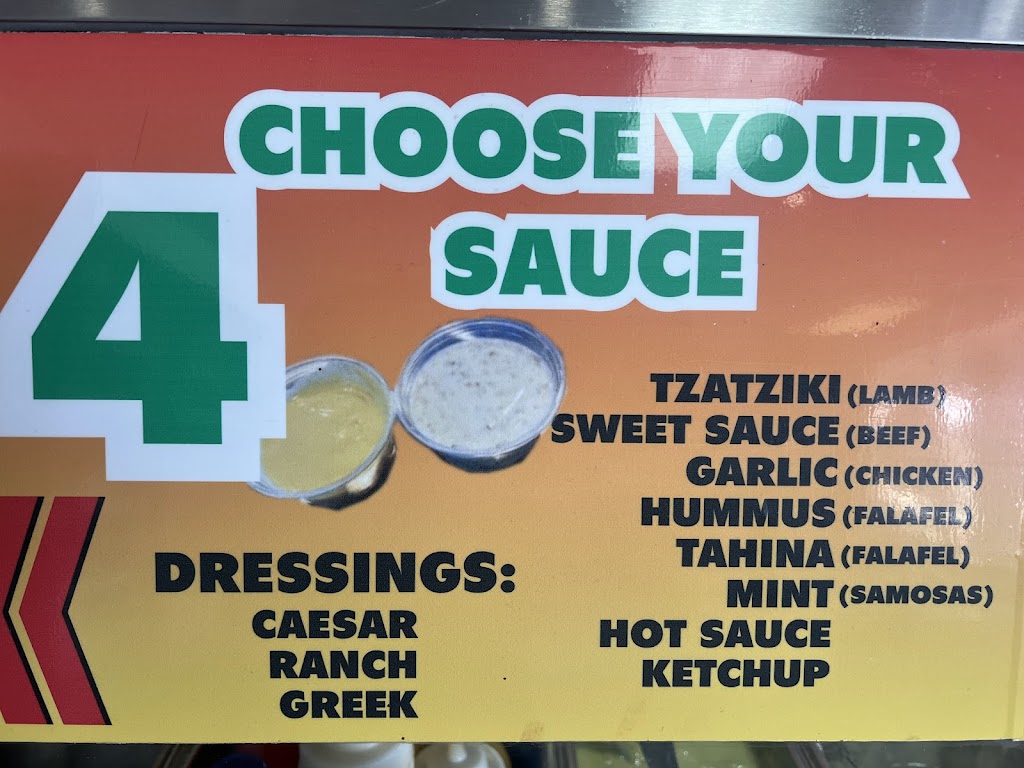 4
CHOOSE YOUR
SAUCE
TZATZIKI (LAMB)
SWEET SAUCE (BEEF)
GARLIC (CHICKEN)
HUMMUS (FALAFEL)
TAHINA (FALAFEL)
MINT (SAMOSAS)
HOT SAUCE
KETCHUP
DRESSINGS:
CAESAR
RANCH
GREEK